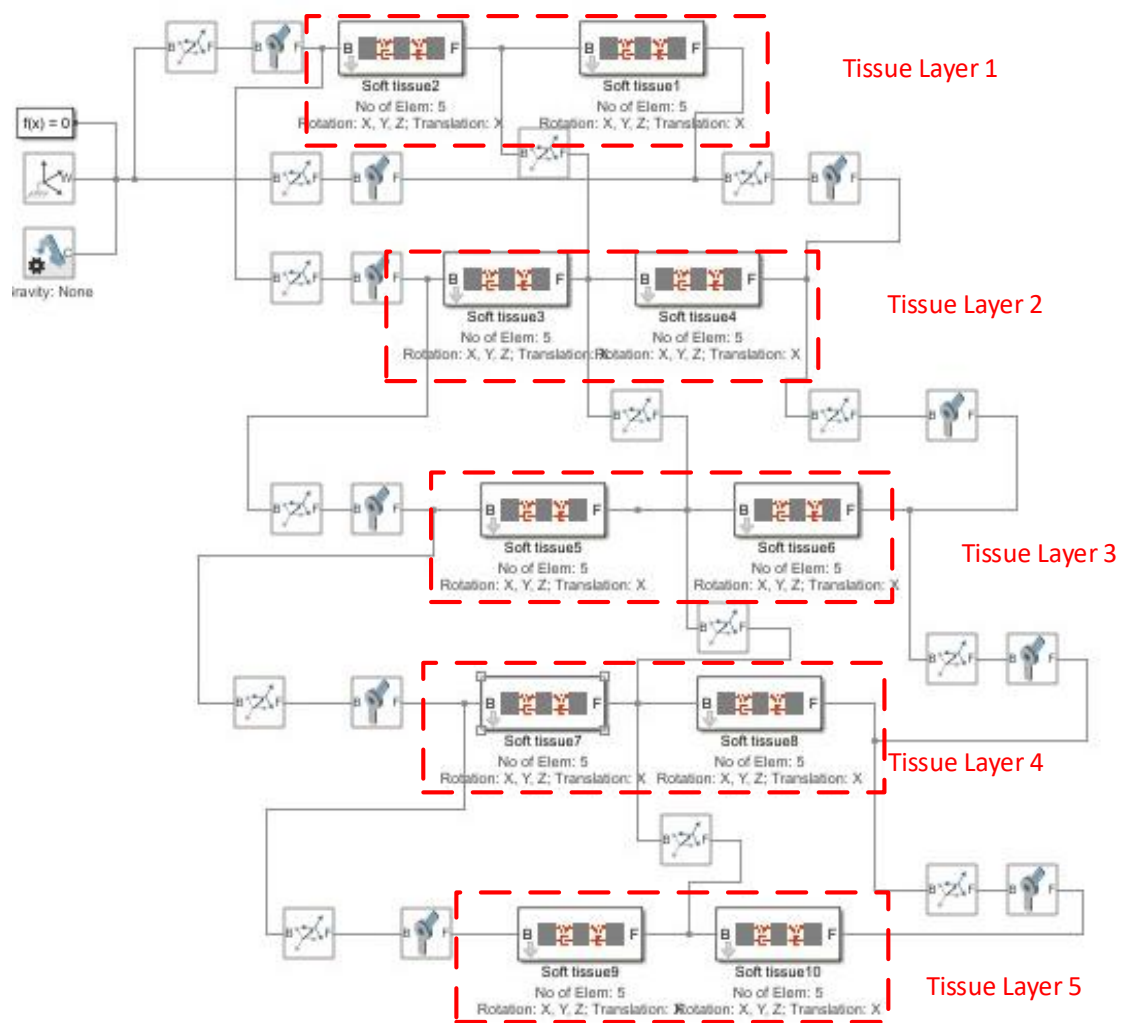 B F
B F
B F
B F
Soft tissue2
Soft tissue1
Tissue Layer 1
No of Elem: 5
No of Elem: 5
Rotation: X, Y, Z; Translation: X
Rotation: X, Y, Z; Translation: X
f(x) = 0
B F
W
B F
B F
B F
B F
C
Gravity: None
B F
B F
B F
B F
Soft tissue3
Soft tissue4
Tissue Layer 2
No of Elem: 5
No of Elem: 5
Rotation: X, Y, Z; Translation: X
Rotation: X, Y, Z; Translation: X
B F
B F
B F
B F
B F
B F
B F
Soft tissue5
Soft tissue6
Tissue Layer 3
No of Elem: 5
No of Elem: 5
Rotation: X, Y, Z; Translation: X
Rotation: X, Y, Z; Translation: X
B F
B F
B F
B F
B F
B F
B F
Soft tissue7
Soft tissue8
Tissue Layer 4
No of Elem: 5
No of Elem: 5
Rotation: X, Y, Z; Translation: X
Rotation: X, Y, Z; Translation: X
B F
B F
B F
B F
B F
B F
B F
Soft tissue9
Soft tissue10
Tissue Layer 5
No of Elem: 5
No of Elem: 5
Rotation: X, Y, Z; Translation: X
Rotation: X, Y, Z; Translation: X